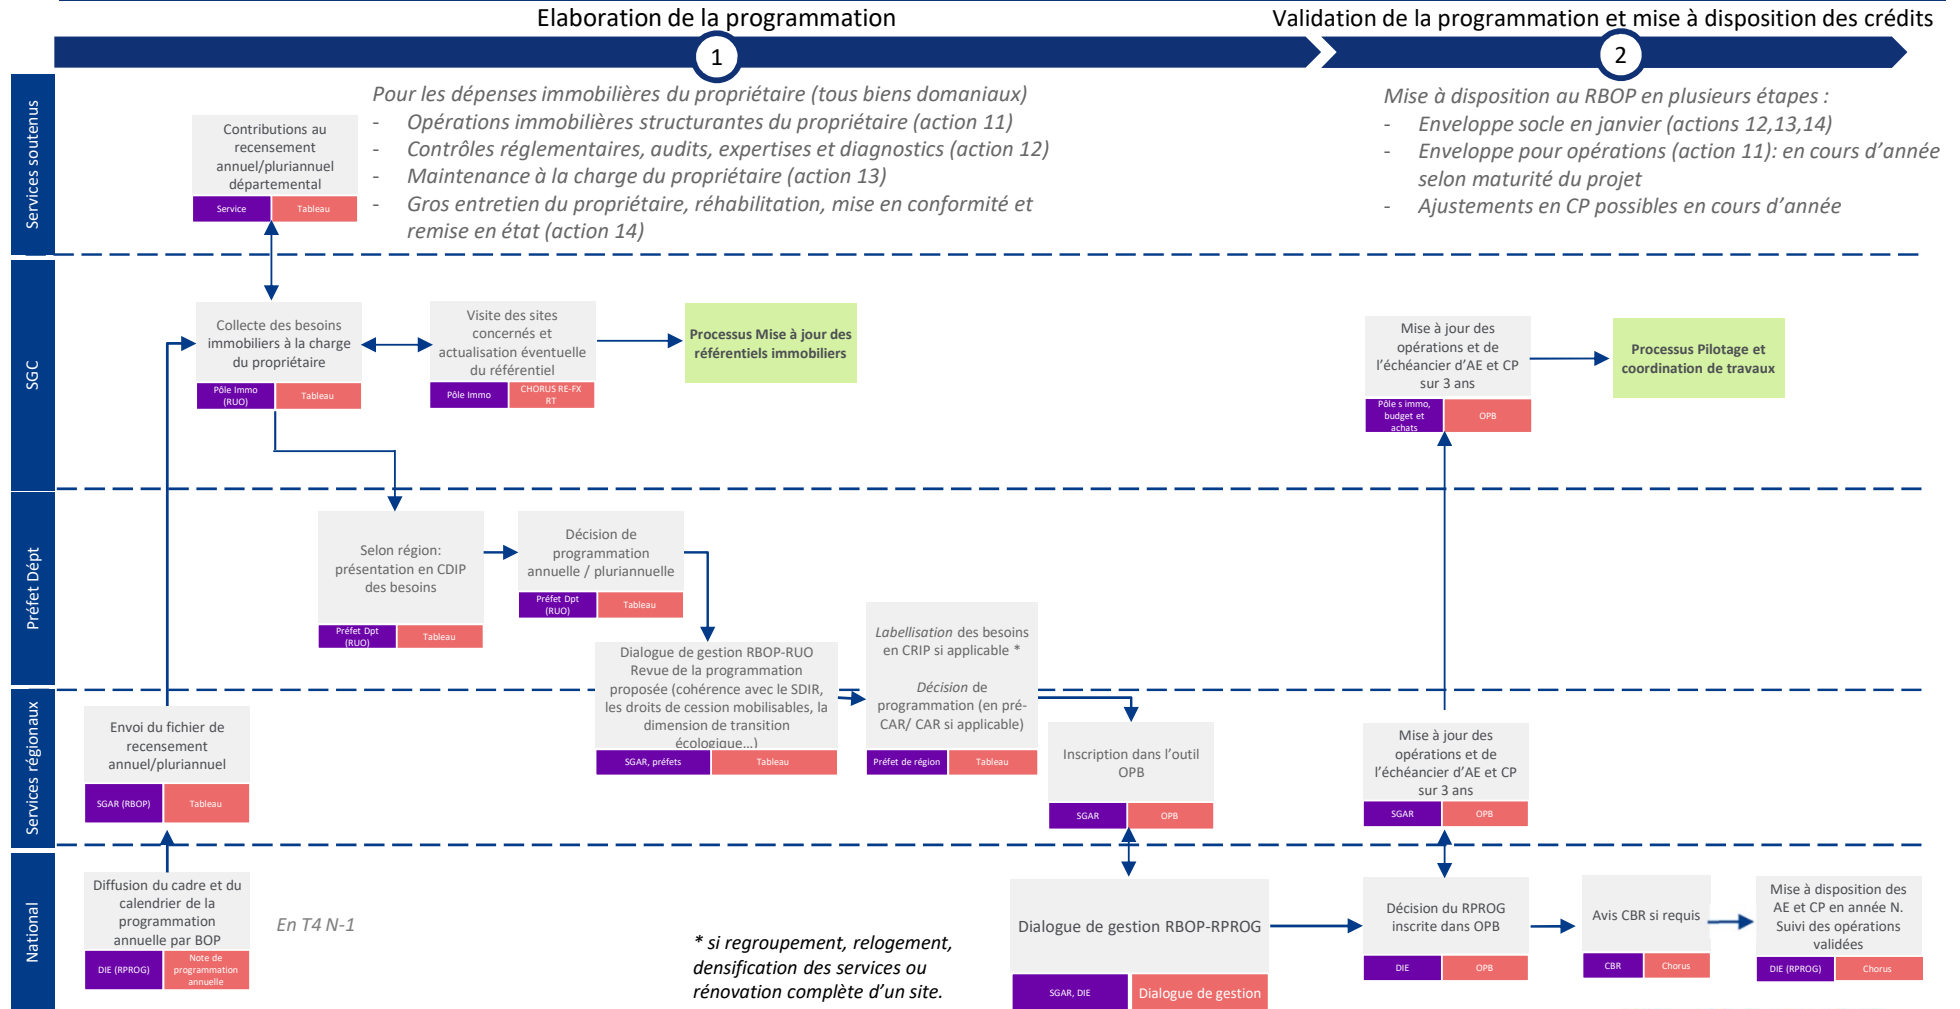 Elaboration de la programmation
Validation de la programmation et mise à disposition des crédits
1
2
Services soutenus
Contributions au
recensement
annuel/pluriannuel
départemental
Service
Tableau
Pour les dépenses immobilières du propriétaire (tous biens domaniaux)
- Opérations immobilières structurantes du propriétaire (action 11)
- Contrôles réglementaires, audits, expertises et diagnostics (action 12)
- Maintenance à la charge du propriétaire (action 13)
- Gros entretien du propriétaire, réhabilitation, mise en conformité et
remise en état (action 14)
Mise à disposition au RBOP en plusieurs étapes :
- Enveloppe socle en janvier (actions 12,13,14)
- Enveloppe pour opérations (action 11): en cours d’année
selon maturité du projet
- Ajustements en CP possibles en cours d’année
SGC
Collecte des besoins
immobiliers à la charge
du propriétaire
Pôle Immo
(RUO)
Tableau
Visite des sites
concernés et
actualisation éventuelle
du référentiel
Pôle Immo
CHORUS RE-FX
RT
Processus Mise à jour des
référentiels immobiliers
Mise à jour des
opérations et de
l’échéancier d’AE et CP
sur 3 ans
Pôle s immo,
budget et
achats
OPB
Processus Pilotage et
coordination de travaux
Préfet Dépt
Selon région:
présentation en CDIP
des besoins
Préfet Dpt
(RUO)
Tableau
Décision de
programmation
annuelle / pluriannuelle
Préfet Dpt
(RUO)
Tableau
Dialogue de gestion RBOP-RUO
Revue de la programmation
proposée (cohérence avec le SDIR,
les droits de cession mobilisables, la
dimension de transition
écologique…)
SGAR, préfets
Tableau
Labellisation des besoins
en CRIP si applicable *
Décision de
programmation (en pré-
CAR/ CAR si applicable)
Préfet de région
Tableau
Services régionaux
Envoi du fichier de
recensement
annuel/pluriannuel
SGAR (RBOP)
Tableau
Inscription dans l’outil
OPB
SGAR
OPB
Mise à jour des
opérations et de
l’échéancier d’AE et CP
sur 3 ans
SGAR
OPB
National
Diffusion du cadre et du
calendrier de la
programmation
annuelle par BOP
DIE (RPROG)
Note de
programmation
annuelle
En T4 N-1
* si regroupement, relogement,
densification des services ou
rénovation complète d’un site.
Dialogue de gestion RBOP-RPROG
SGAR, DIE
Dialogue de gestion
Décision du RPROG
inscrite dans OPB
DIE
OPB
Avis CBR si requis
CBR
Chorus
Mise à disposition des
AE et CP en année N.
Suivi des opérations
validées
DIE (RPROG)
Chorus